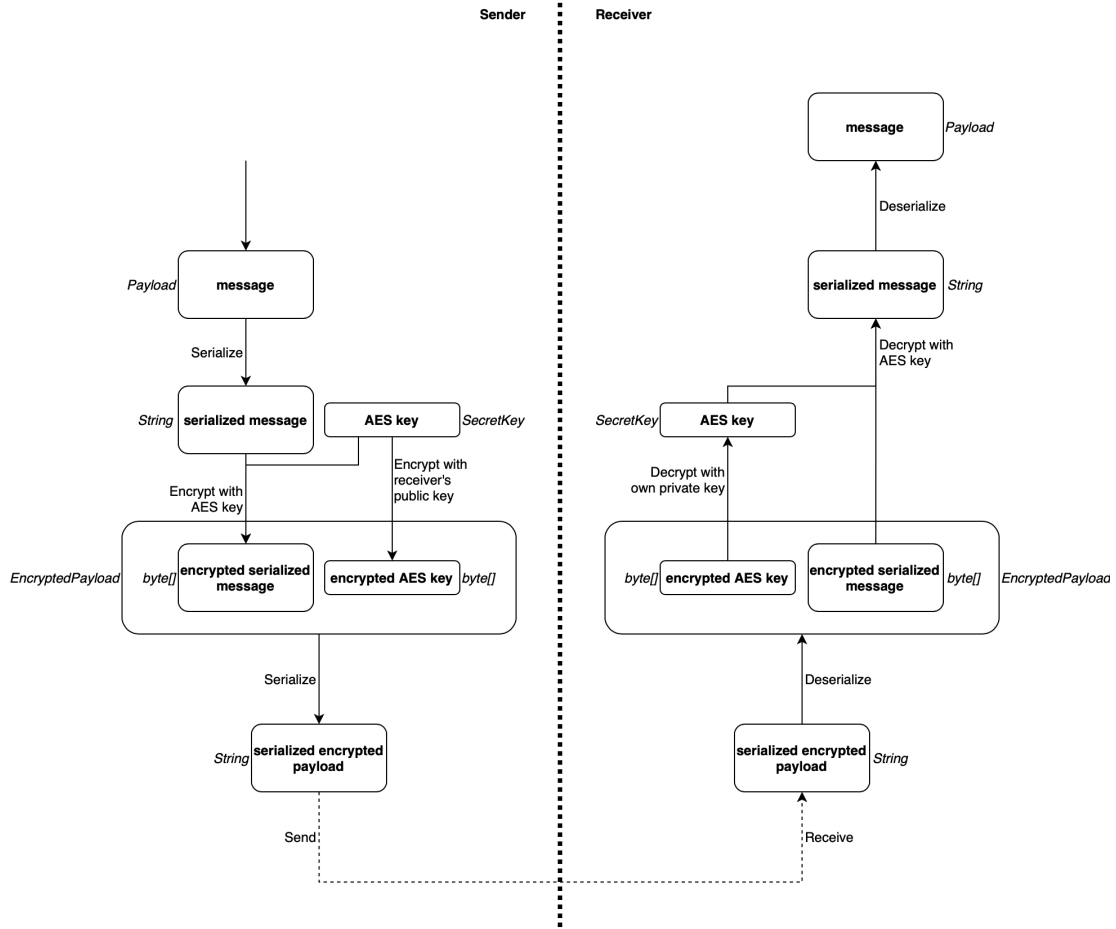 Sender
Receiver
message
Payload
Serialize
String
serialized message
AES key
SecretKey
Encrypt with
AES key
Encrypt with
receiver's
public key
EncryptedPayload
byte[]
encrypted serialized
message
encrypted AES key
byte[]
Serialize
String
serialized encrypted
payload
Send
message
Payload
Deserialize
serialized message
String
Decrypt with
AES key
SecretKey
AES key
Decrypt with
own private key
byte[]
encrypted AES key
encrypted serialized
message
byte[]
EncryptedPayload
Deserialize
serialized encrypted
payload
String
Receive